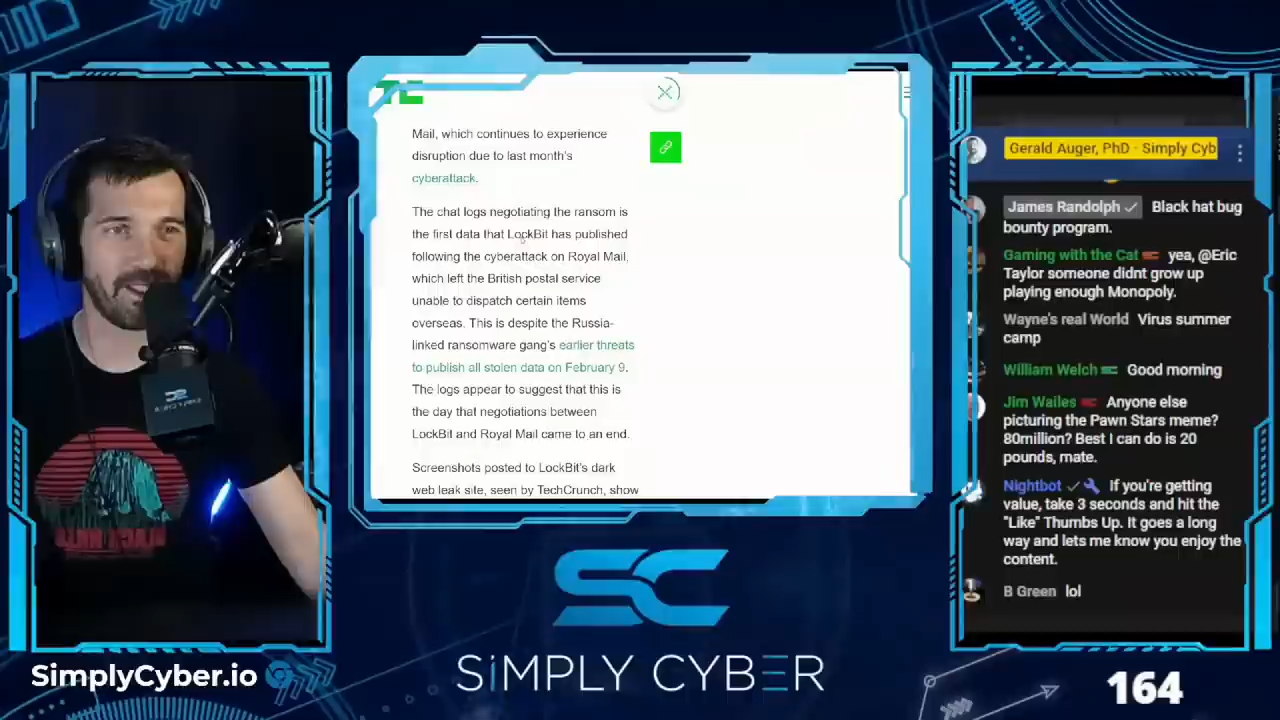 TC
Mail, which continues to experience
disruption due to last month's
cyberattack.
The chat logs negotiating the ransom is
the first data that LockBit has published
following the cyberattack on Royal Mail,
which left the British postal service
unable to dispatch certain items
overseas. This is despite the Russia-
linked ransomware gang's earlier threats
to publish all stolen data on February 9.
The logs appear to suggest that this is
the day that negotiations between
LockBit and Royal Mail came to an end.
Screenshots posted to LockBit's dark
web leak site, seen by TechCrunch, show
Gerald Auger, PhD - Simply Cyb
James Randolph Black hat bug
bounty program.
Gaming with the Cat yea, @Eric
Taylor someone didnt grow up
playing enough Monopoly.
Wayne's real World Virus summer
camp
William Welch Good morning
Jim Wailes Anyone else
picturing the Pawn Stars meme?
80million? Best I can do is 20
pounds, mate.
Nightbot If you're getting
value, take 3 seconds and hit the
"Like" Thumbs Up. It goes a long
way and lets me know you enjoy the
content.
B Green lol
SC
SiMPLY CYBER
SimplyCyber.io
164